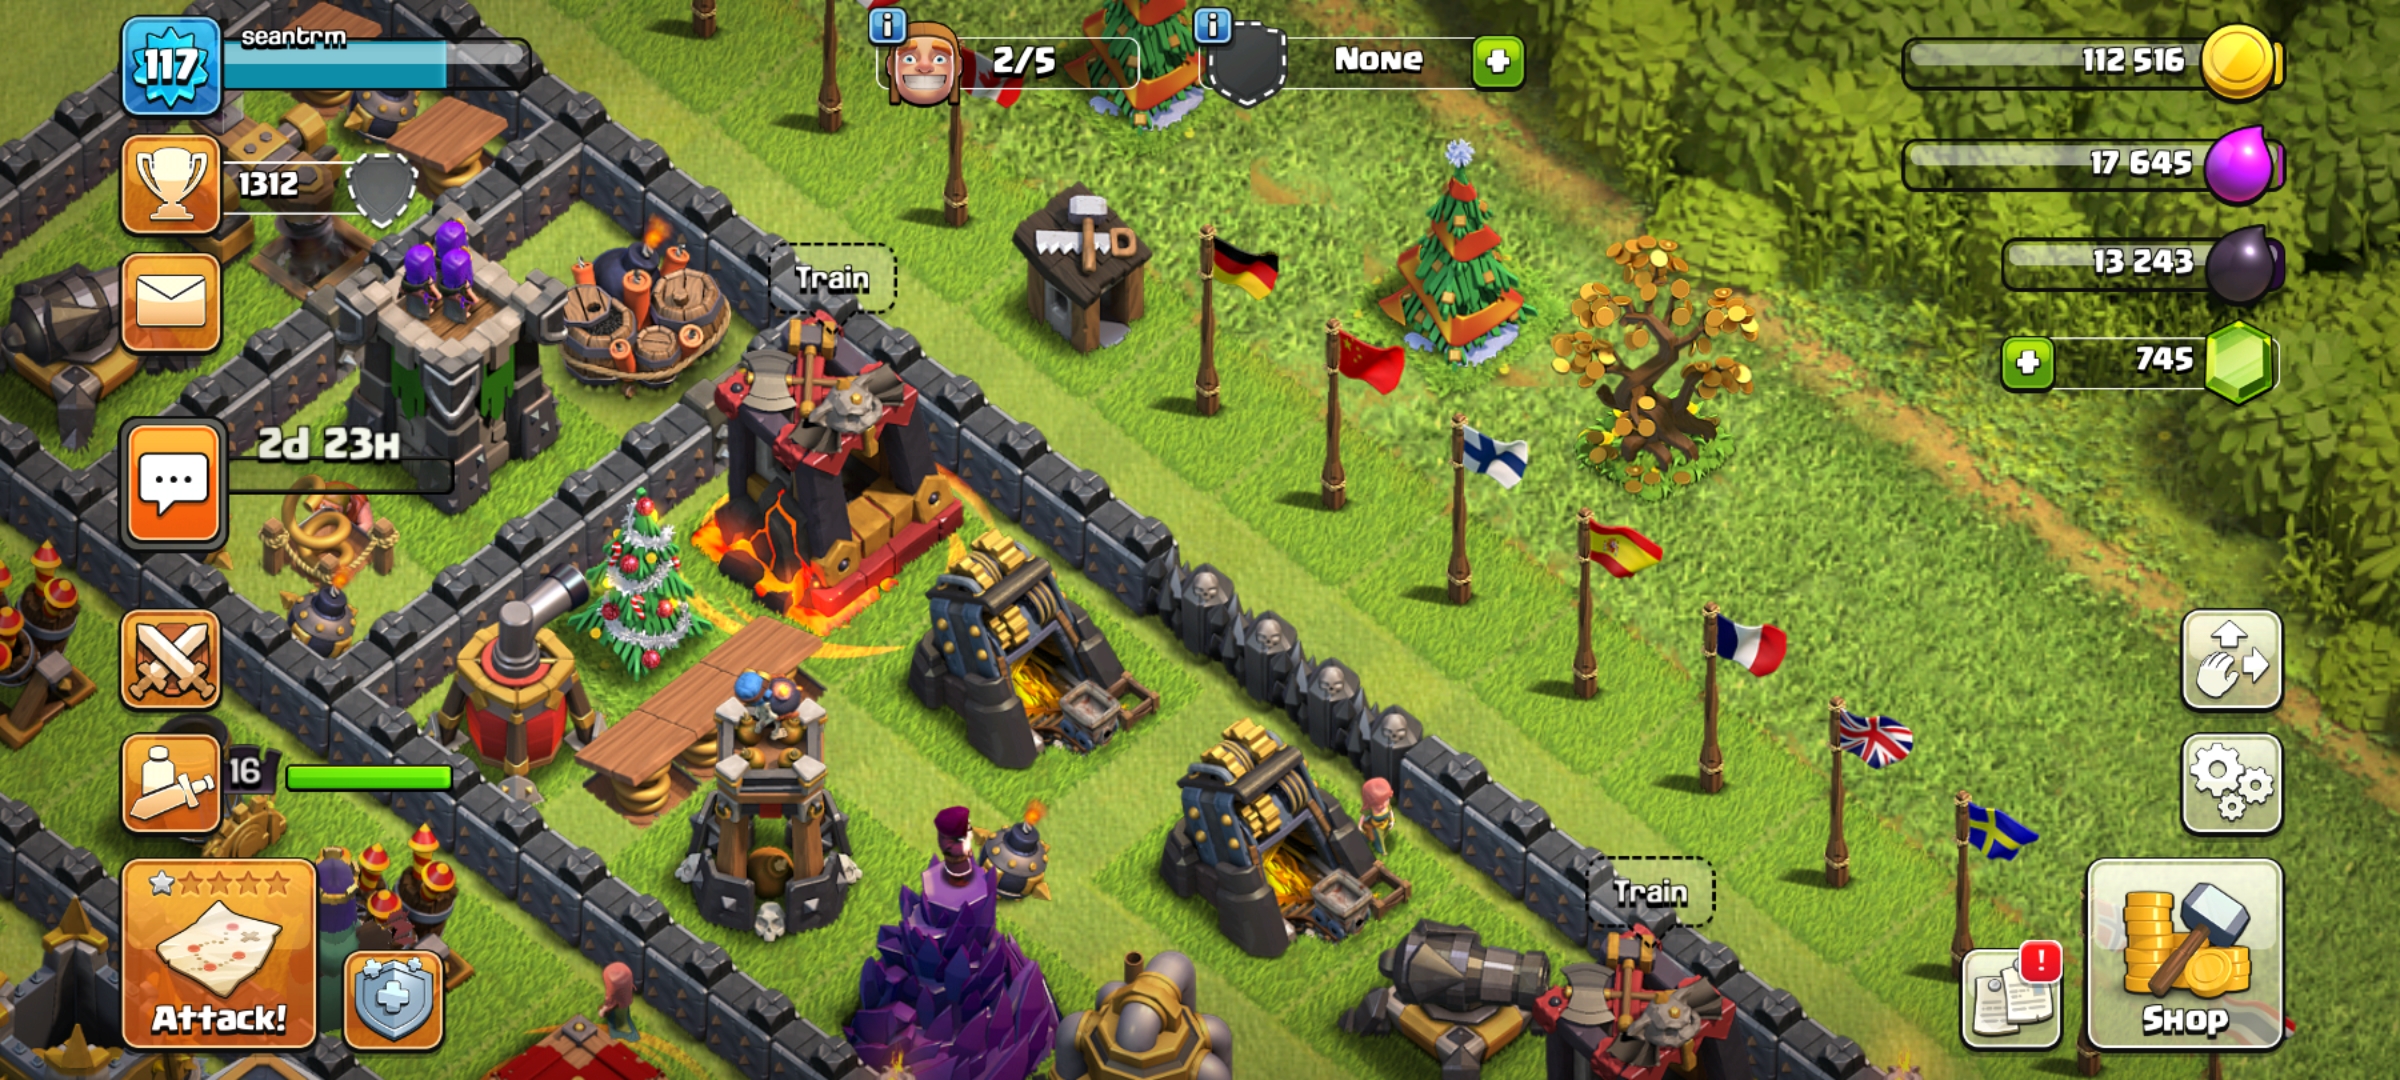 117
seantrm
2/5
None
112 516
1312
17 645
Train
13 243
745
2d 23h
16
Train
Attack!
Shop